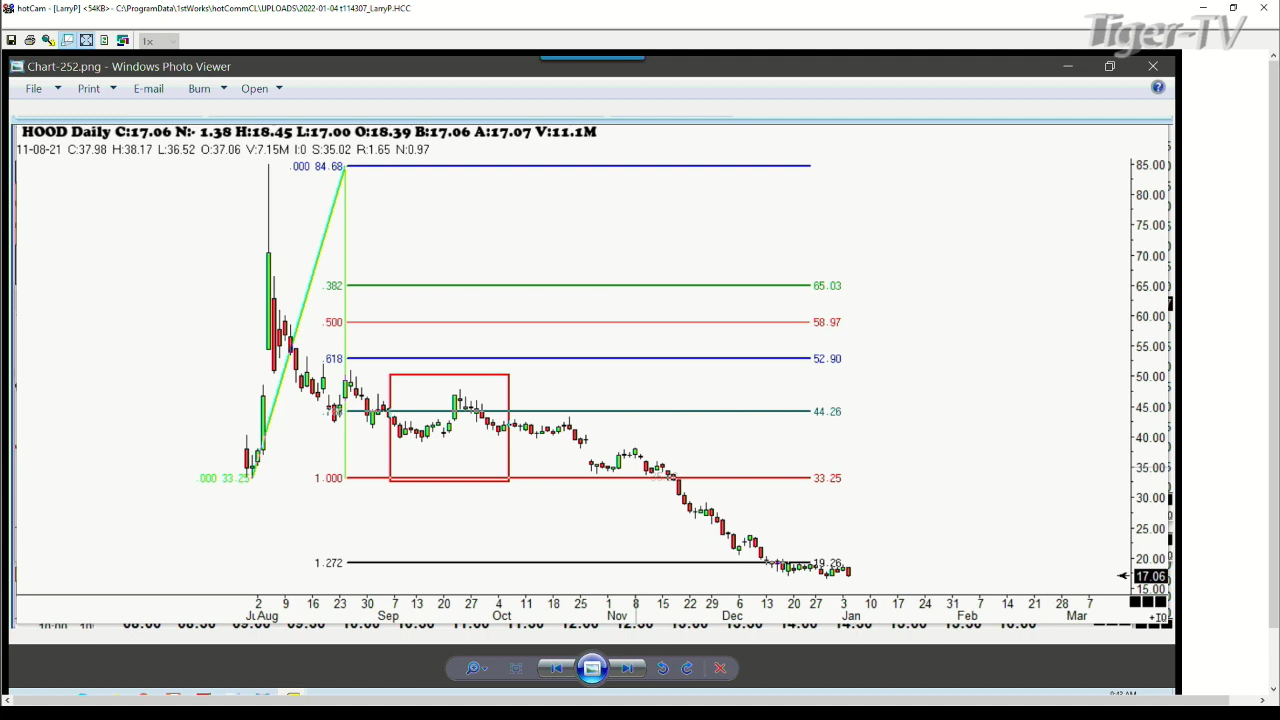 hotCam - [LarryP] <54KB>- C:\ProgramData\1stWorks\hotCommCL\UPLOADS\2022-01-04 t114307_LarryP.HCC
Tiger-TV
1x
Chart-252.png - Windows Photo Viewer
File Print E-mail Burn Open
HOOD Daily C:17.06 N:- 1.38 H:18.45 L:17.00 O:18.39 B:17.06 A:17.07 V:11.1M
11-08-21 C:37.98 H:38.17 L:36.52 O:37.06 V:7.15M I:0 S:35.02 R:1.65 N:0.97
.000 84.68
85.00
80.00
75.00
70.00
.382 65.03 65.00
60.00
.500 58.97
55.00
.618 52.90
50.00
45.00
44.26
40.00
35.00
.000 33.25 1.000 33.25
30.00
25.00
20.00
1.272 19.26
17.06
15.00
2 9 16 23 30 7 13 20 27 4 11 18 25 1 8 15 22 29 6 13 20 27 3 10 17 24 31 7 14 21 28 7
Aug Sep Oct Nov Dec Jan Feb Mar
+10